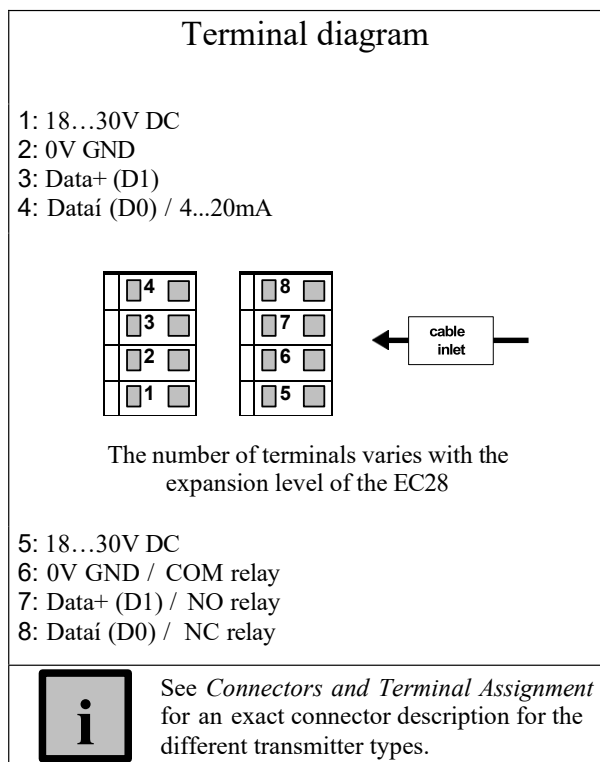 Terminal diagram
1: 18…30V DC
2: 0V GND
3: Data+ (D1)
4: Dataí (D0) / 4...20mA
4 8
3 7
2 6
1 5
cable
inlet
The number of terminals varies with the
expansion level of the EC28
5: 18…30V DC
6: 0V GND / COM relay
7: Data+ (D1) / NO relay
8: Dataí (D0) / NC relay
i
See Connectors and Terminal Assignment
for an exact connector description for the
different transmitter types.